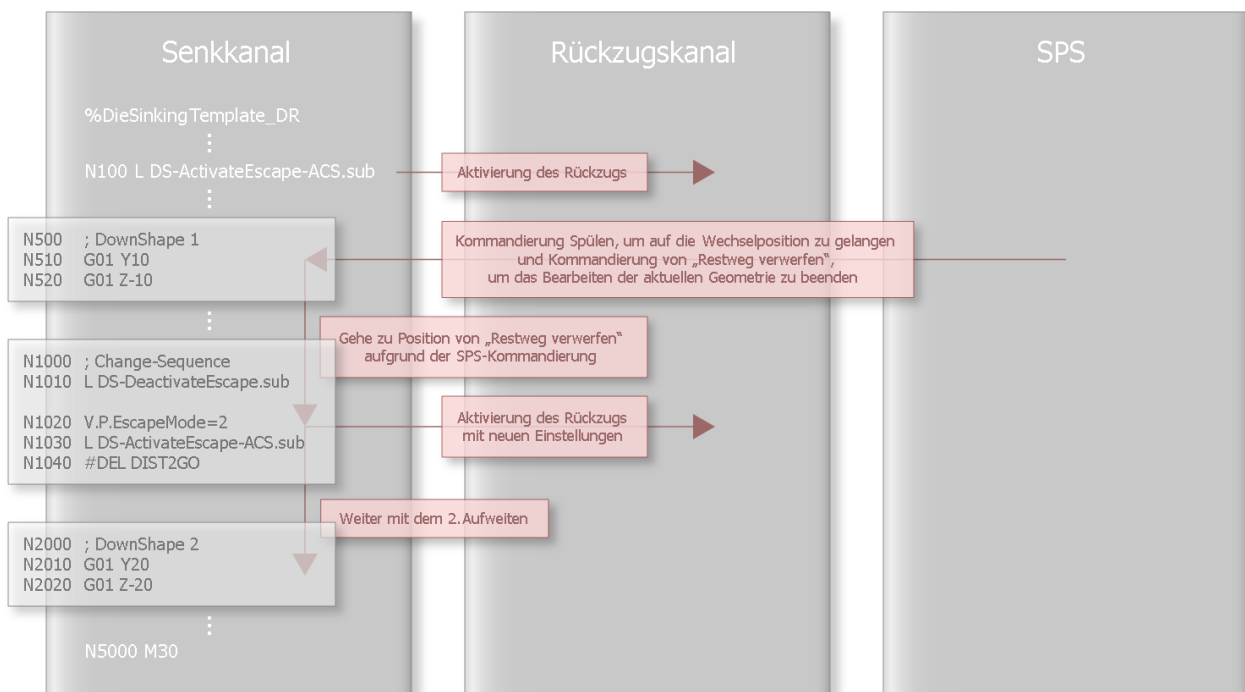 Senkkanal
Rückzugskanal
SPS
%DieSinkingTemplate_DR
N100 L DS-ActivateEscape-ACS.sub
Aktivierung des Rückzugs
N500 ; DownShape 1
N510 G01 Y10
N520 G01 Z-10
Kommandierung Spülen, um auf die Wechselposition zu gelangen
und Kommandierung von „Restweg verwerfen“,
um das Bearbeiten der aktuellen Geometrie zu beenden
Gehe zu Position von „Restweg verwerfen“
aufgrund der SPS-Kommandierung
N1000 ; Change-Sequence
N1010 L DS-DeactivateEscape.sub
N1020 V.P.EscapeMode=2
N1030 L DS-ActivateEscape-ACS.sub
N1040 #DEL DIST2GO
Aktivierung des Rückzugs
mit neuen Einstellungen
Weiter mit dem 2.Aufweiten
N2000 ; DownShape 2
N2010 G01 Y20
N2020 G01 Z-20
N5000 M30